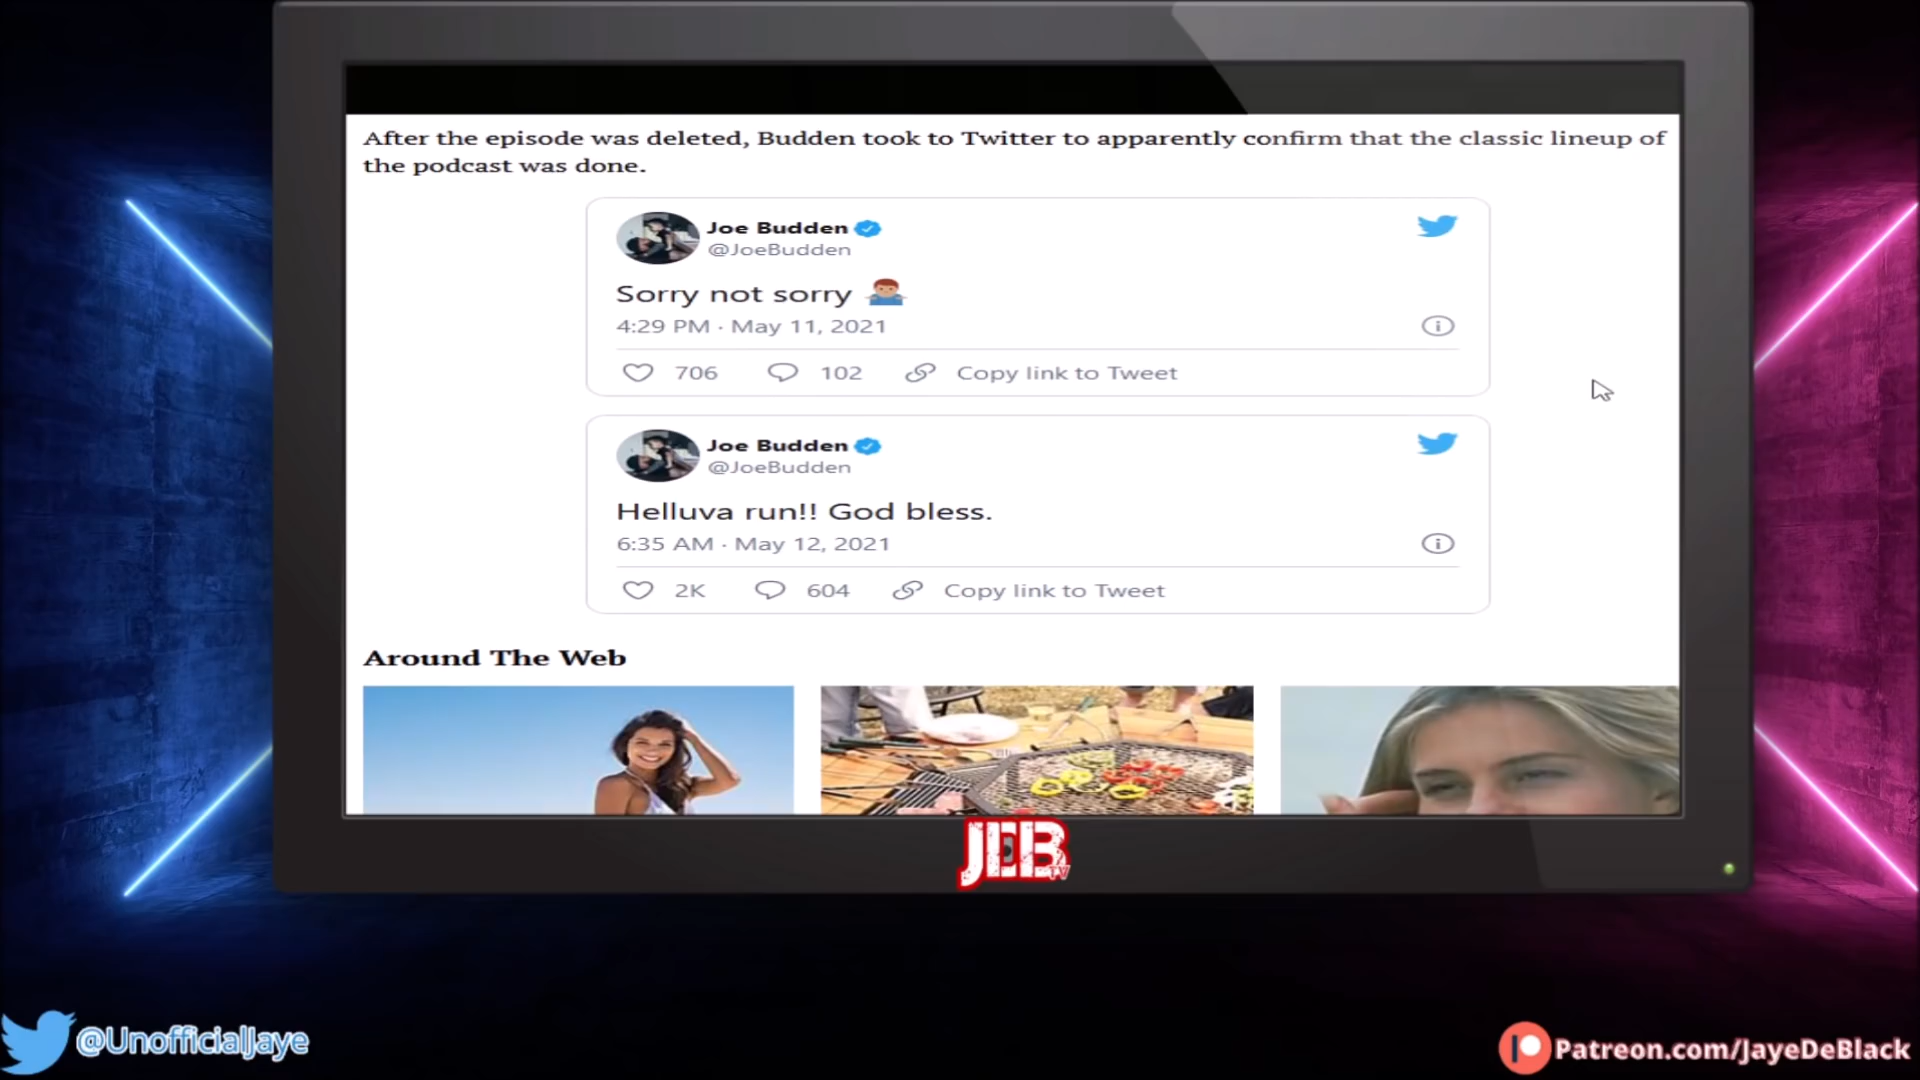 After the episode was deleted, Budden took to Twitter to apparently confirm that the classic lineup of
the podcast was done.
Joe Budden
@JoeBudden
Sorry not sorry 🤷🏽‍♂️
4:29 PM · May 11, 2021
706 102 Copy link to Tweet
Joe Budden
@JoeBudden
Helluva run!! God bless.
6:35 AM · May 12, 2021
2K 604 Copy link to Tweet
Around The Web
JEB
TV
@UnofficialJaye
Patreon.com/JayeDeBlack